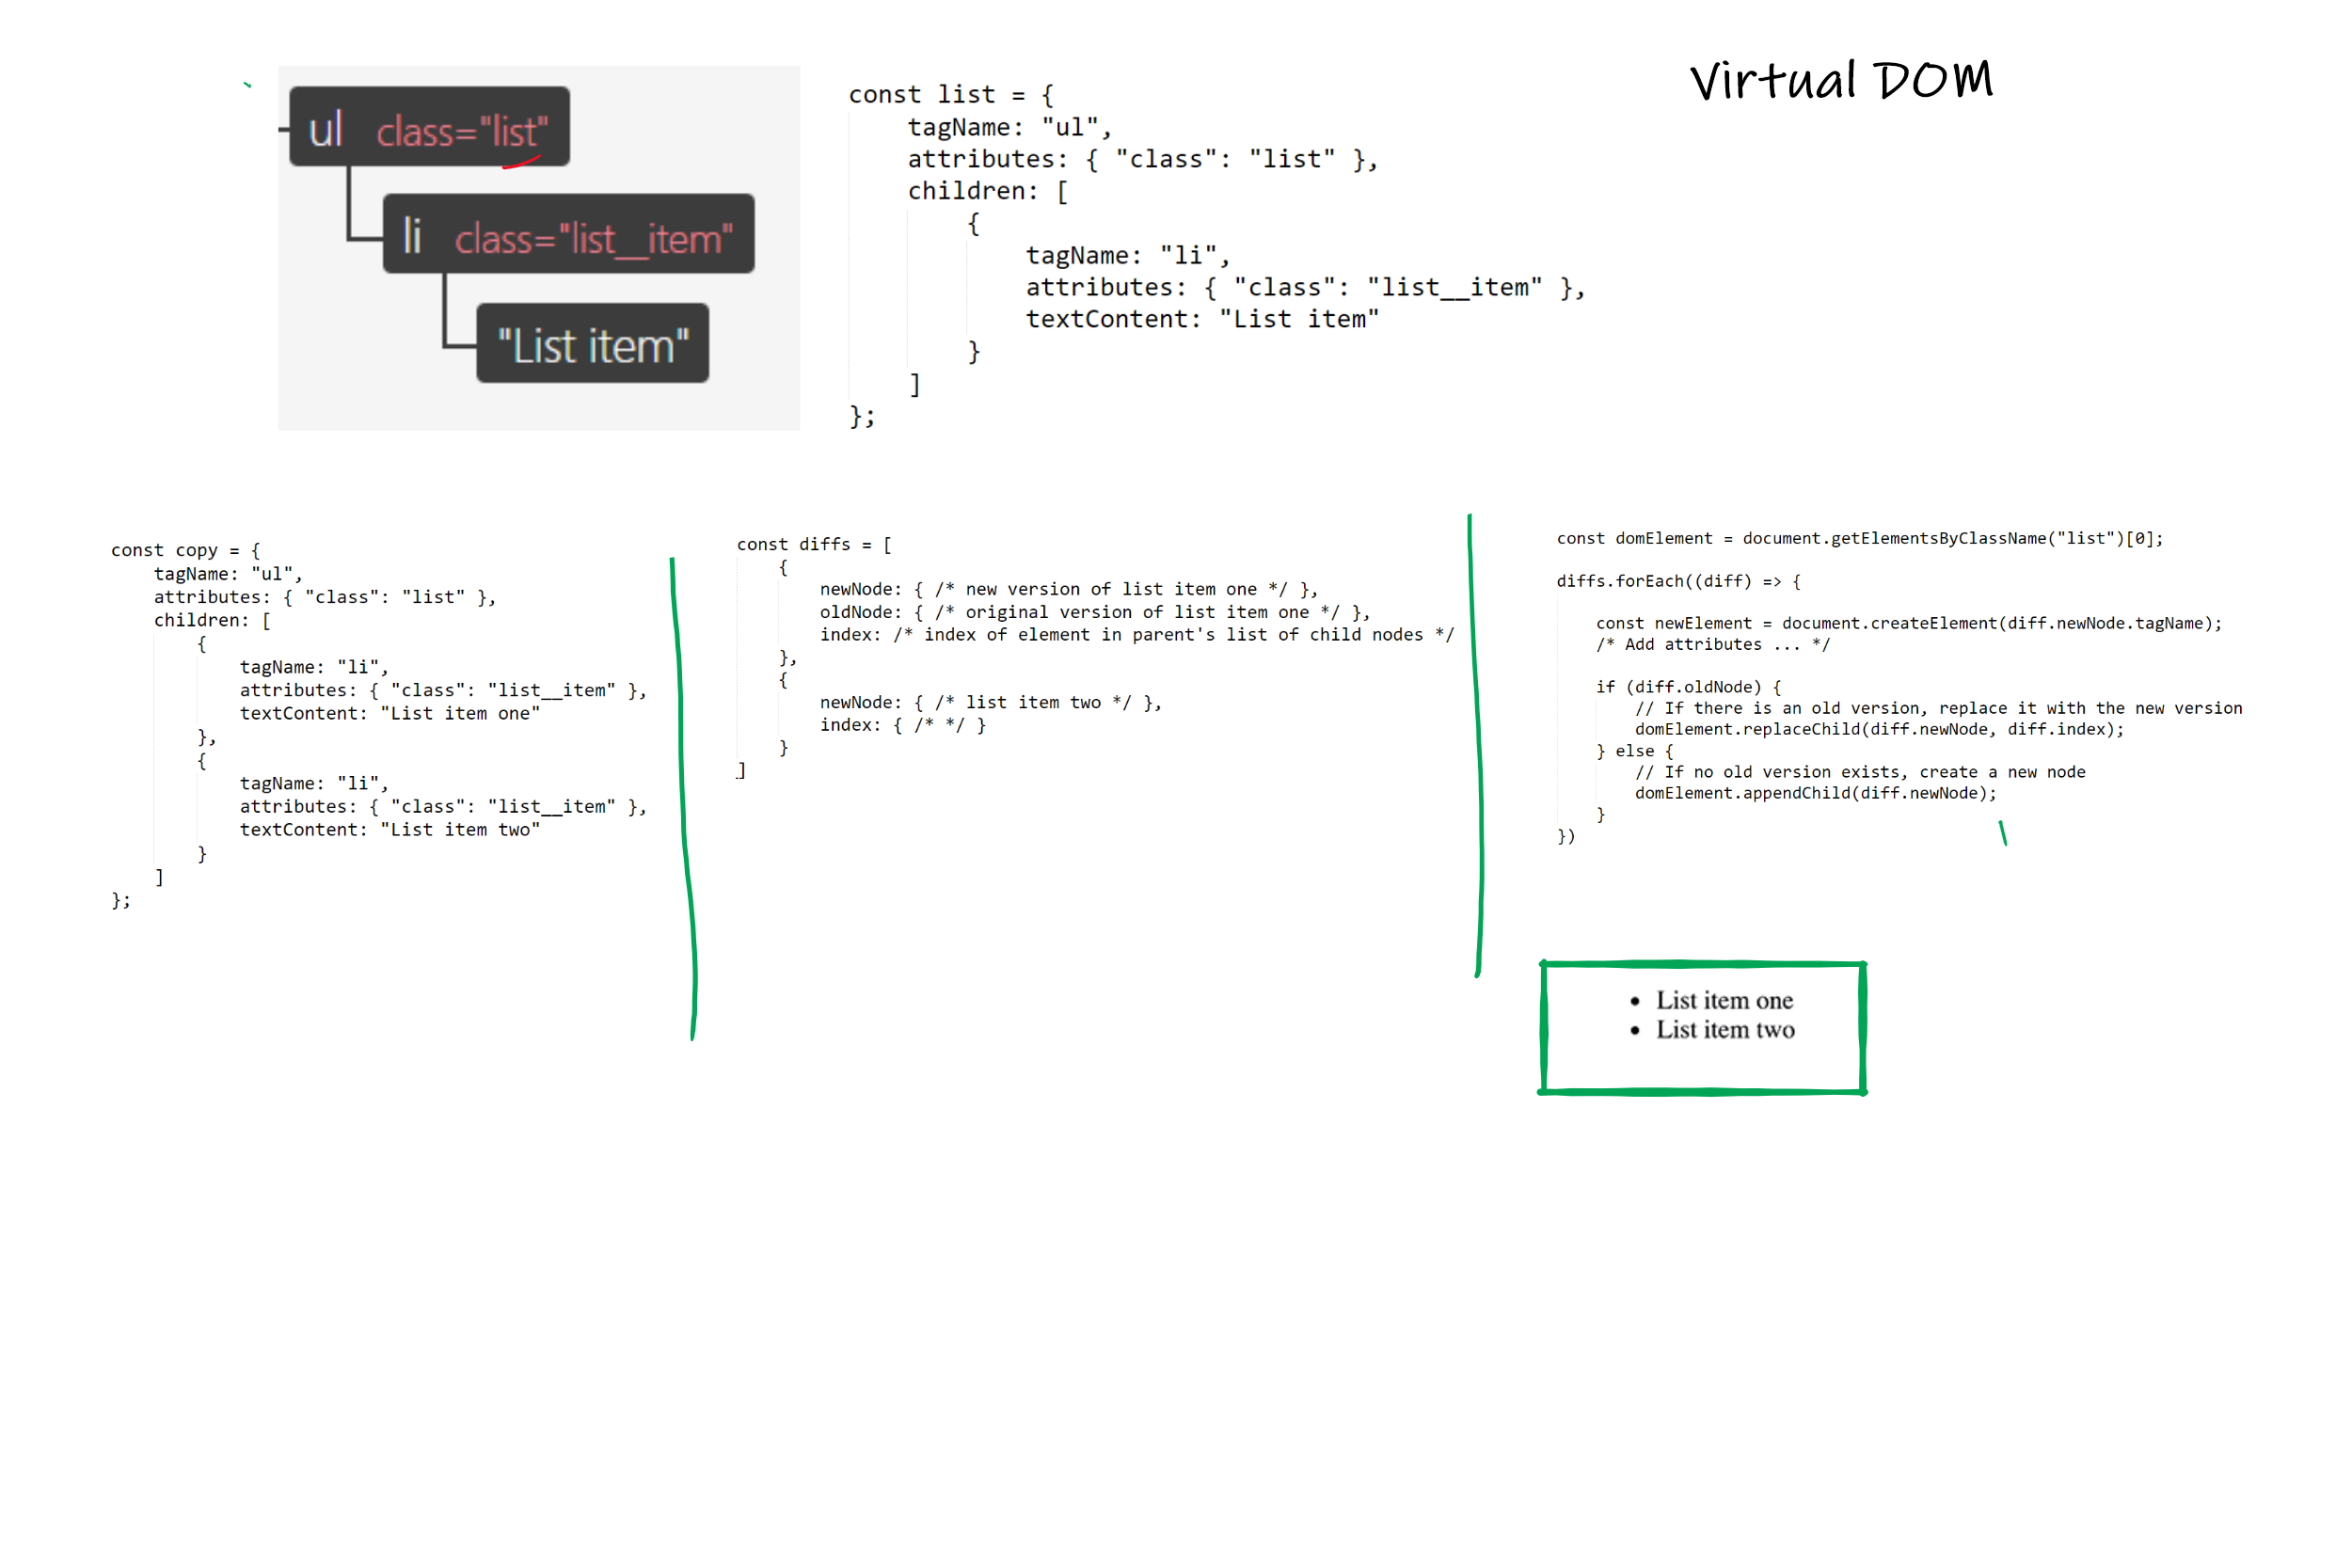 Virtual DOM
ul class="list"
li class="list__item"
"List item"
const list = {
    tagName: "ul",
    attributes: { "class": "list" },
    children: [
        {
            tagName: "li",
            attributes: { "class": "list__item" },
            textContent: "List item"
        }
    ]
};
const copy = {
    tagName: "ul",
    attributes: { "class": "list" },
    children: [
        {
            tagName: "li",
            attributes: { "class": "list__item" },
            textContent: "List item one"
        },
        {
            tagName: "li",
            attributes: { "class": "list__item" },
            textContent: "List item two"
        }
    ]
};
const diffs = [
    {
        newNode: { /* new version of list item one */ },
        oldNode: { /* original version of list item one */ },
        index: /* index of element in parent's list of child nodes */
    },
    {
        newNode: { /* list item two */ },
        index: { /* */ }
    }
]
const domElement = document.getElementsByClassName("list")[0];
diffs.forEach((diff) => {
    const newElement = document.createElement(diff.newNode.tagName);
    /* Add attributes ... */
    if (diff.oldNode) {
        // If there is an old version, replace it with the new version
        domElement.replaceChild(diff.newNode, diff.index);
    } else {
        // If no old version exists, create a new node
        domElement.appendChild(diff.newNode);
    }
})
• List item one
• List item two